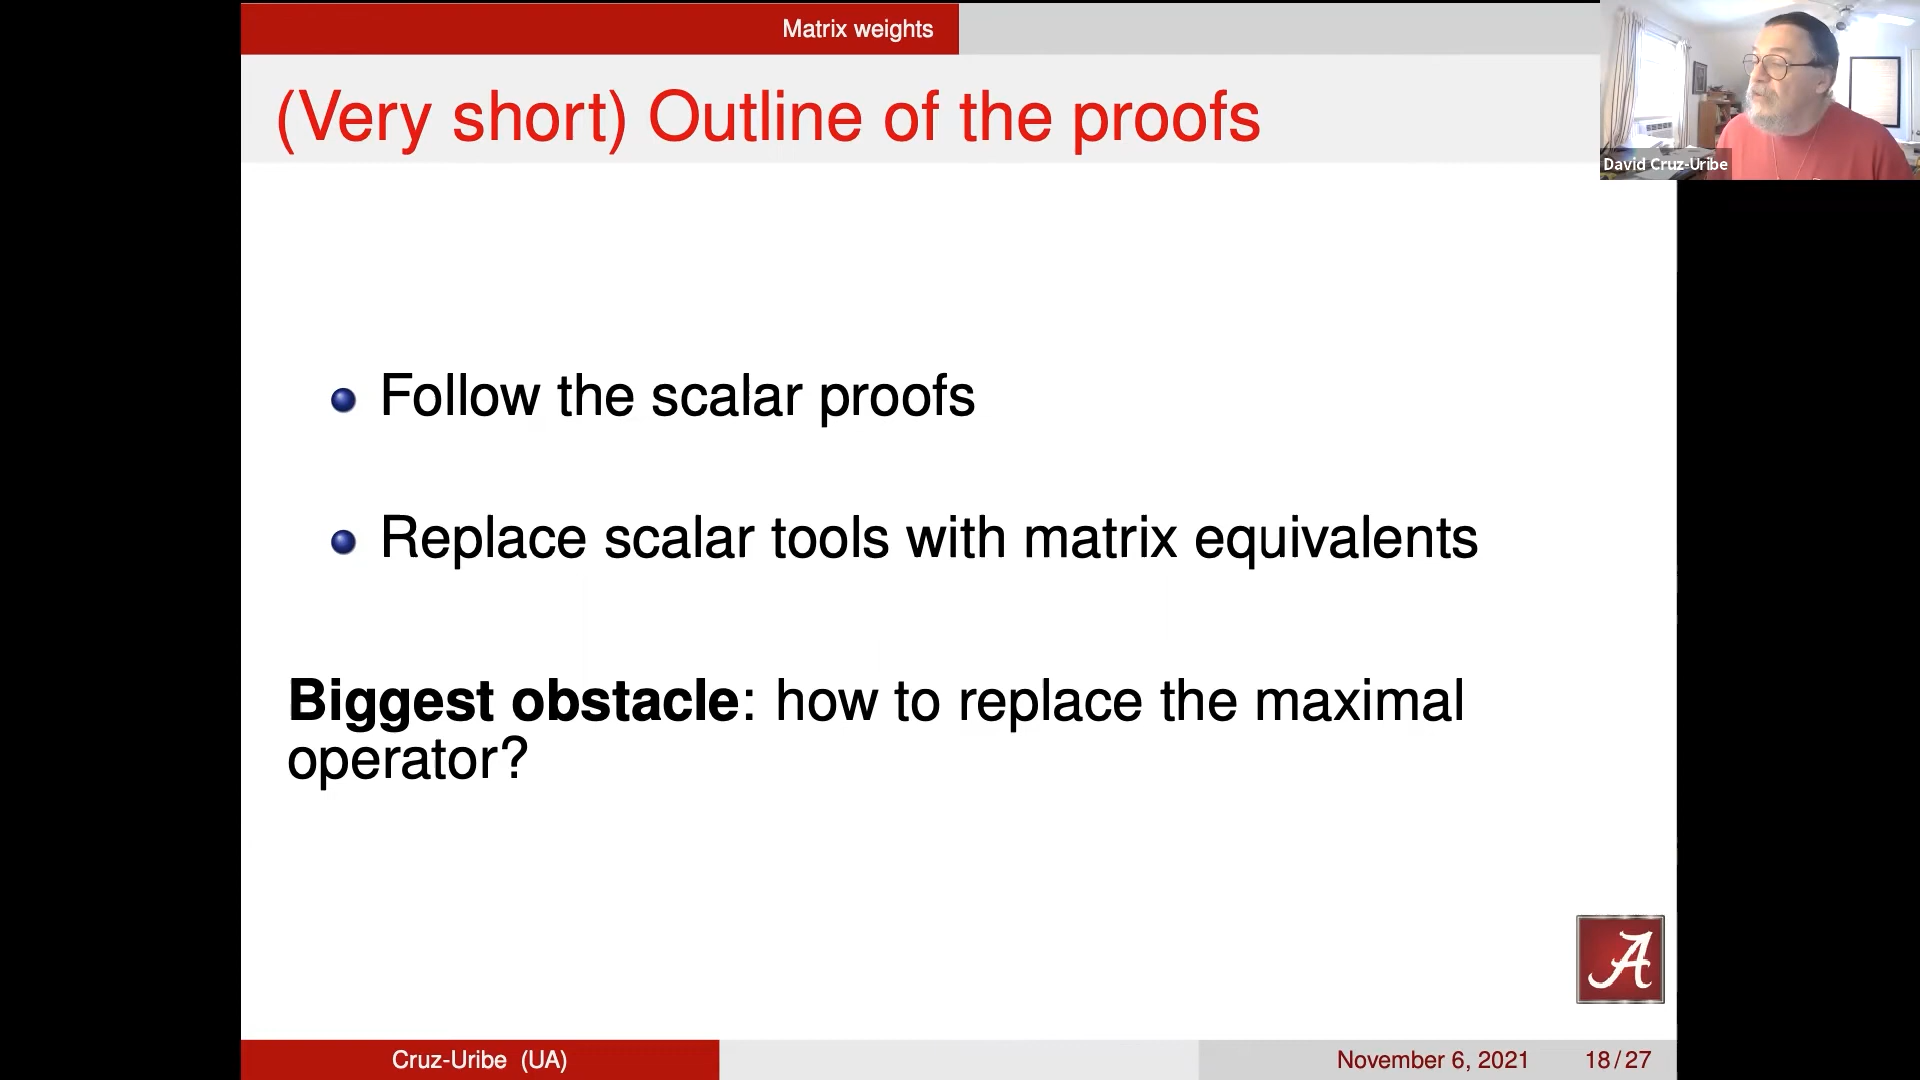 Matrix weights
(Very short) Outline of the proofs
David Cruz-Uribe
Follow the scalar proofs
Replace scalar tools with matrix equivalents
Biggest obstacle: how to replace the maximal
operator?
A
Cruz-Uribe (UA)
November 6, 2021
18/27